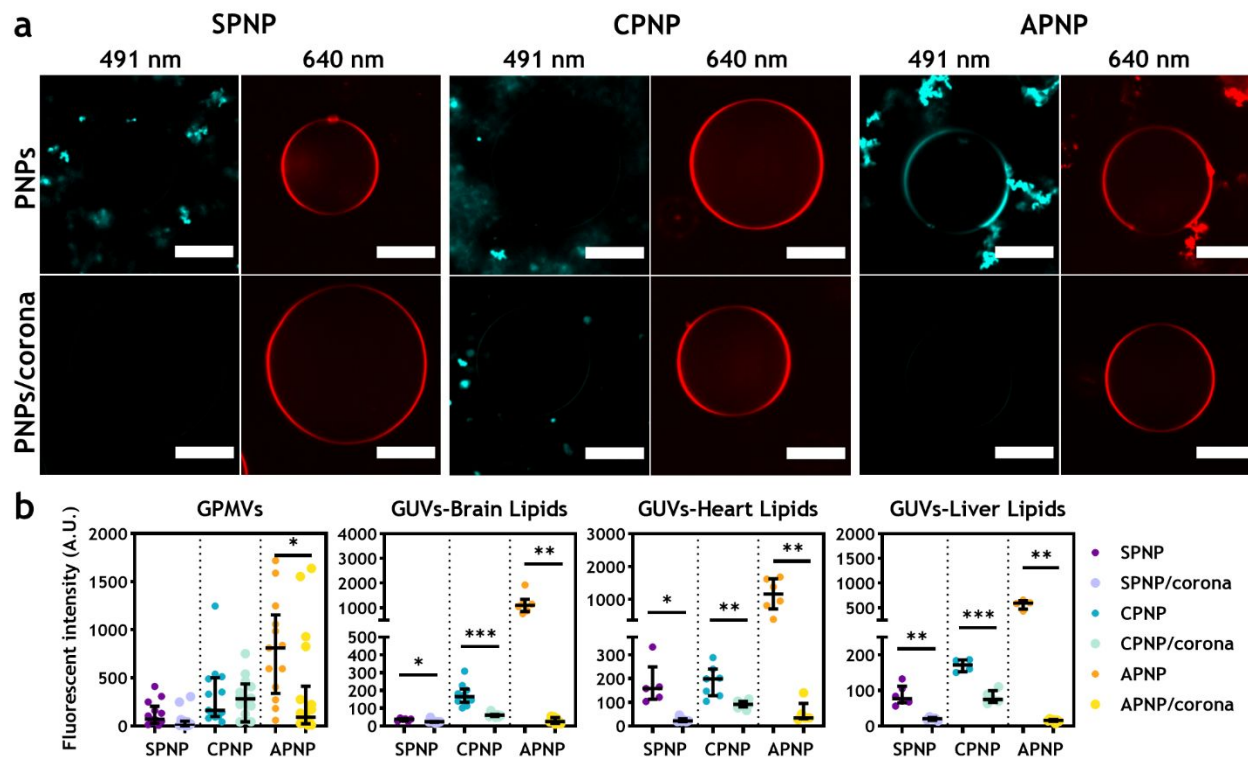 a
SPNP CPNP APNP
491 nm 640 nm 491 nm 640 nm 491 nm 640 nm
PNPs
PNPs/corona
b
GPMVs GUVs-Brain Lipids GUVs-Heart Lipids GUVs-Liver Lipids
Fluorescent intensity (A.U.)
2000
1500
1000
500
0
*
SPNP CPNP APNP
4000
3000
2000
1000
500
400
300
200
100
0
* *** **
SPNP CPNP APNP
3000
2000
1000
300
200
100
0
* ** **
SPNP CPNP APNP
2000
1500
1000
500
200
100
0
** *** **
SPNP CPNP APNP
SPNP
SPNP/corona
CPNP
CPNP/corona
APNP
APNP/corona